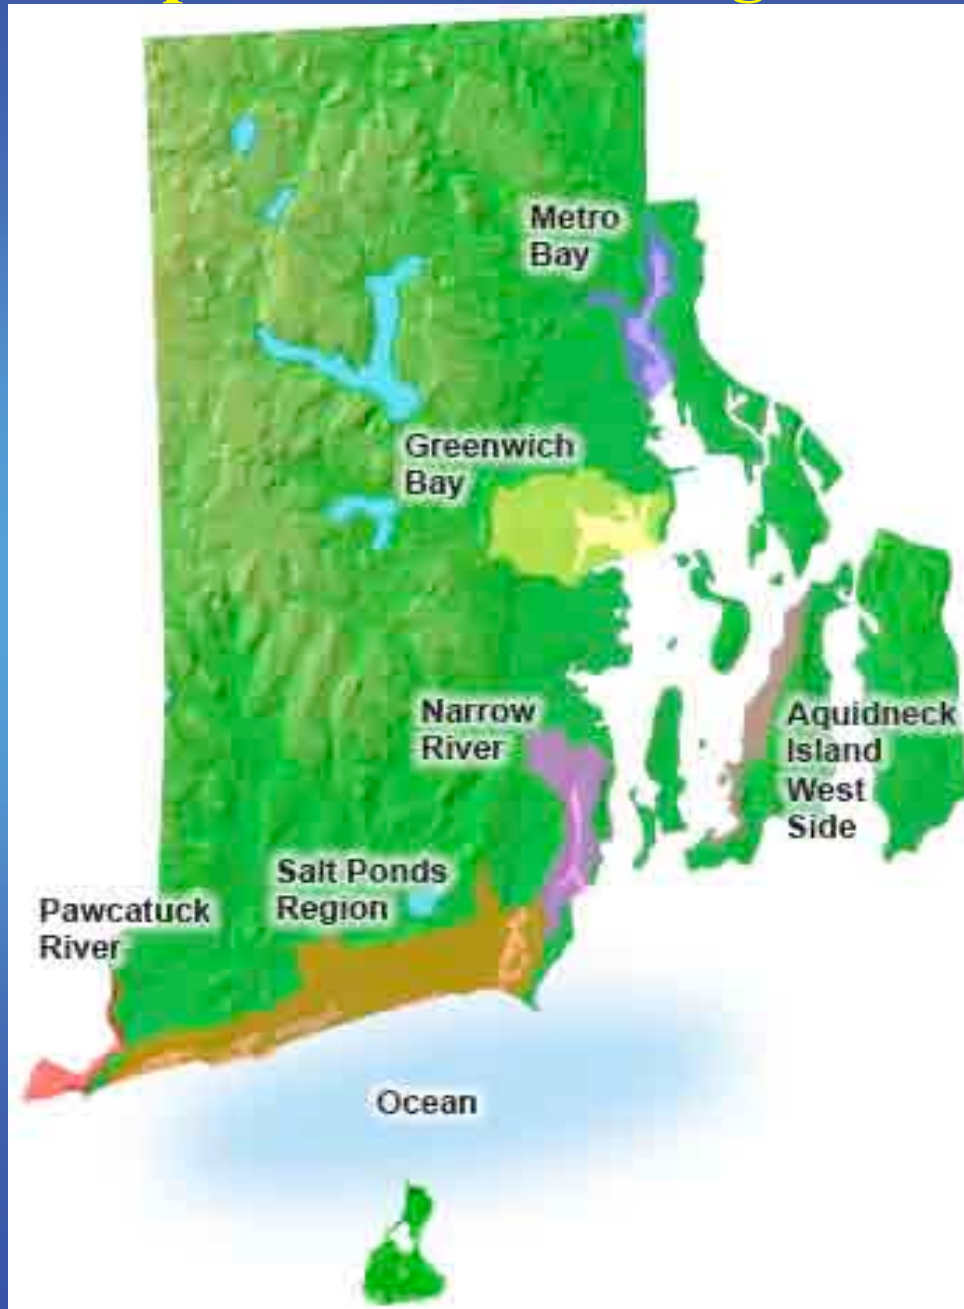 Metro
Bay
Greenwich
Bay
Narrow
River
Aquidneck
Island
West
Side
Salt Ponds
Region
Pawcatuck
River
Ocean